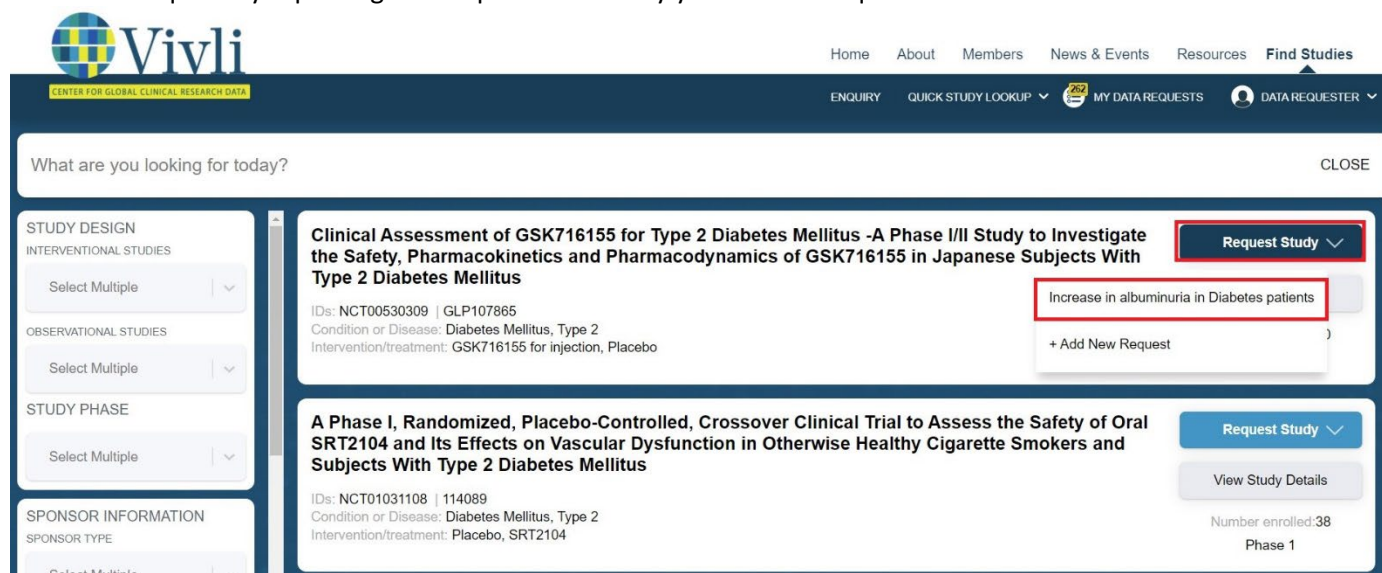 Vivli
CENTER FOR GLOBAL CLINICAL RESEARCH DATA
Home About Members News & Events Resources Find Studies
ENQUIRY QUICK STUDY LOOKUP 262 MY DATA REQUESTS DATA REQUESTER
What are you looking for today? CLOSE
STUDY DESIGN
INTERVENTIONAL STUDIES
Select Multiple
OBSERVATIONAL STUDIES
Select Multiple
STUDY PHASE
Select Multiple
SPONSOR INFORMATION
SPONSOR TYPE
Clinical Assessment of GSK716155 for Type 2 Diabetes Mellitus -A Phase I/II Study to Investigate
the Safety, Pharmacokinetics and Pharmacodynamics of GSK716155 in Japanese Subjects With
Type 2 Diabetes Mellitus
IDs: NCT00530309 | GLP107865
Condition or Disease: Diabetes Mellitus, Type 2
Intervention/treatment: GSK716155 for injection, Placebo
Request Study
Increase in albuminuria in Diabetes patients
+ Add New Request
A Phase I, Randomized, Placebo-Controlled, Crossover Clinical Trial to Assess the Safety of Oral
SRT2104 and Its Effects on Vascular Dysfunction in Otherwise Healthy Cigarette Smokers and
Subjects With Type 2 Diabetes Mellitus
IDs: NCT01031108 | 114089
Condition or Disease: Diabetes Mellitus, Type 2
Intervention/treatment: Placebo, SRT2104
Request Study
View Study Details
Number enrolled:38
Phase 1